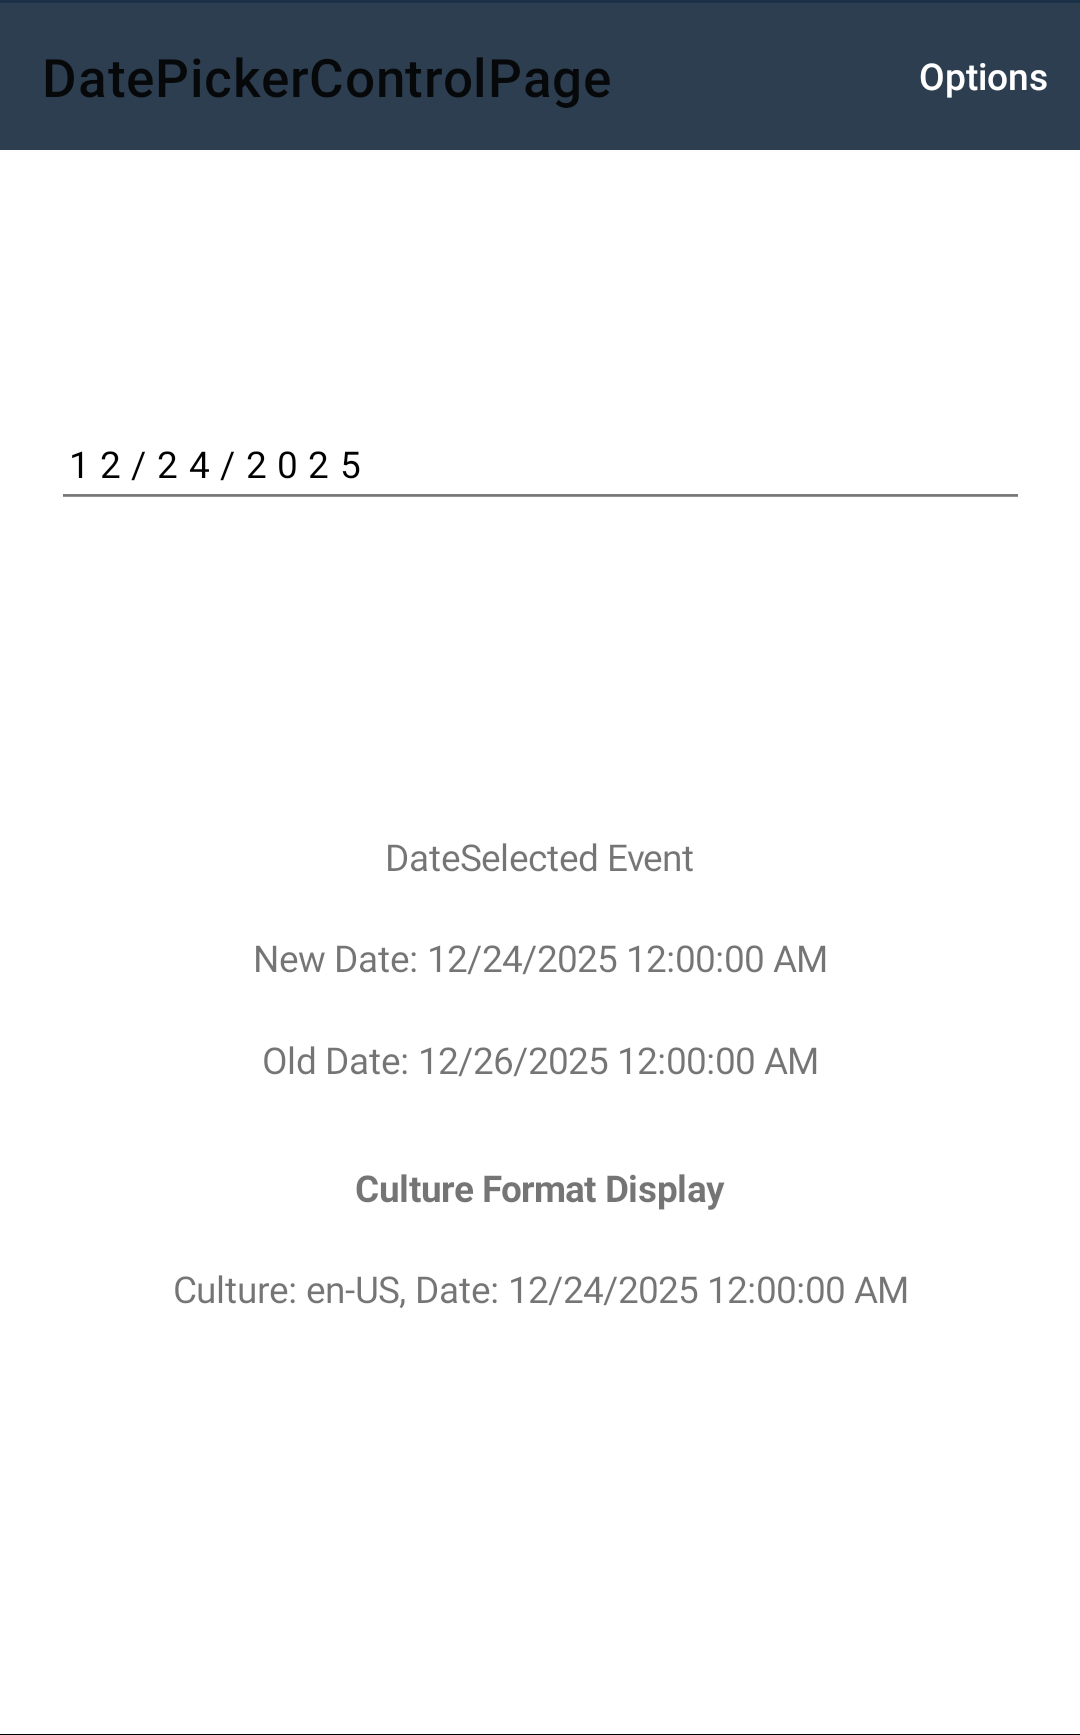 DatePickerControlPage
Options
12/24/2025
DateSelected Event
New Date: 12/24/2025 12:00:00 AM
Old Date: 12/26/2025 12:00:00 AM
Culture Format Display
Culture: en-US, Date: 12/24/2025 12:00:00 AM